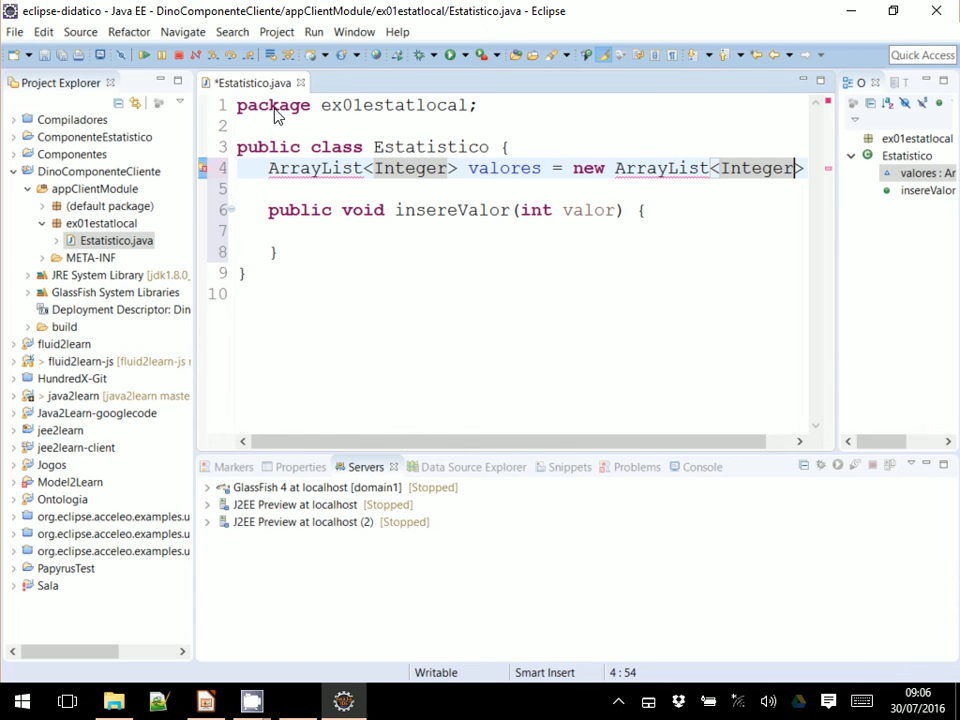 eclipse-didatico - Java EE - DinoComponenteCliente/appClientModule/ex01estatlocal/Estatistico.java - Eclipse
File Edit Source Refactor Navigate Search Project Run Window Help
Quick Access
Project Explorer
Compiladores
ComponenteEstatistico
Componentes
DinoComponenteCliente
appClientModule
(default package)
ex01estatlocal
Estatistico.java
META-INF
JRE System Library [jdk1.8.0_
GlassFish System Libraries
Deployment Descriptor: Din
build
fluid2learn
> fluid2learn-js [fluid2learn-js r
HundredX-Git
> java2learn [java2learn master
Java2Learn-googlecode
jee2learn
jee2learn-client
Jogos
Model2Learn
Ontologia
org.eclipse.acceleo.examples.u
org.eclipse.acceleo.examples.u
org.eclipse.acceleo.examples.u
PapyrusTest
Sala
*Estatistico.java
1 package ex01estatlocal;
2
3 public class Estatistico {
4 ArrayList<Integer> valores = new ArrayList<Integer>
5
6 public void insereValor(int valor) {
7
8 }
9 }
10
O T
ex01estatlocal
Estatistico
valores : Ar
insereValor
Markers Properties Servers Data Source Explorer Snippets Problems Console
GlassFish 4 at localhost [domain1] [Stopped]
J2EE Preview at localhost [Stopped]
J2EE Preview at localhost (2) [Stopped]
Writable Smart Insert 4 : 54
09:06
30/07/2016